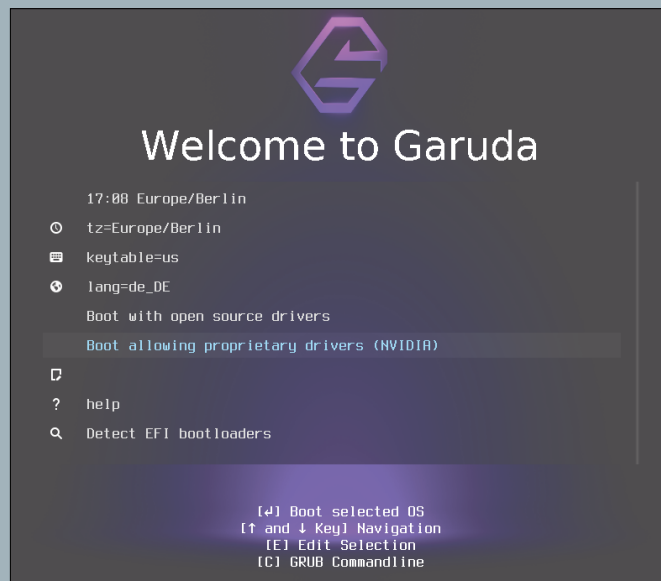 Welcome to Garuda
17:08 Europe/Berlin
tz=Europe/Berlin
keytable=us
lang=de_DE
Boot with open source drivers
Boot allowing proprietary drivers (NVIDIA)
? help
Detect EFI bootloaders
[↲] Boot selected OS
[↑ and ↓ Key] Navigation
[E] Edit Selection
[C] GRUB Commandline